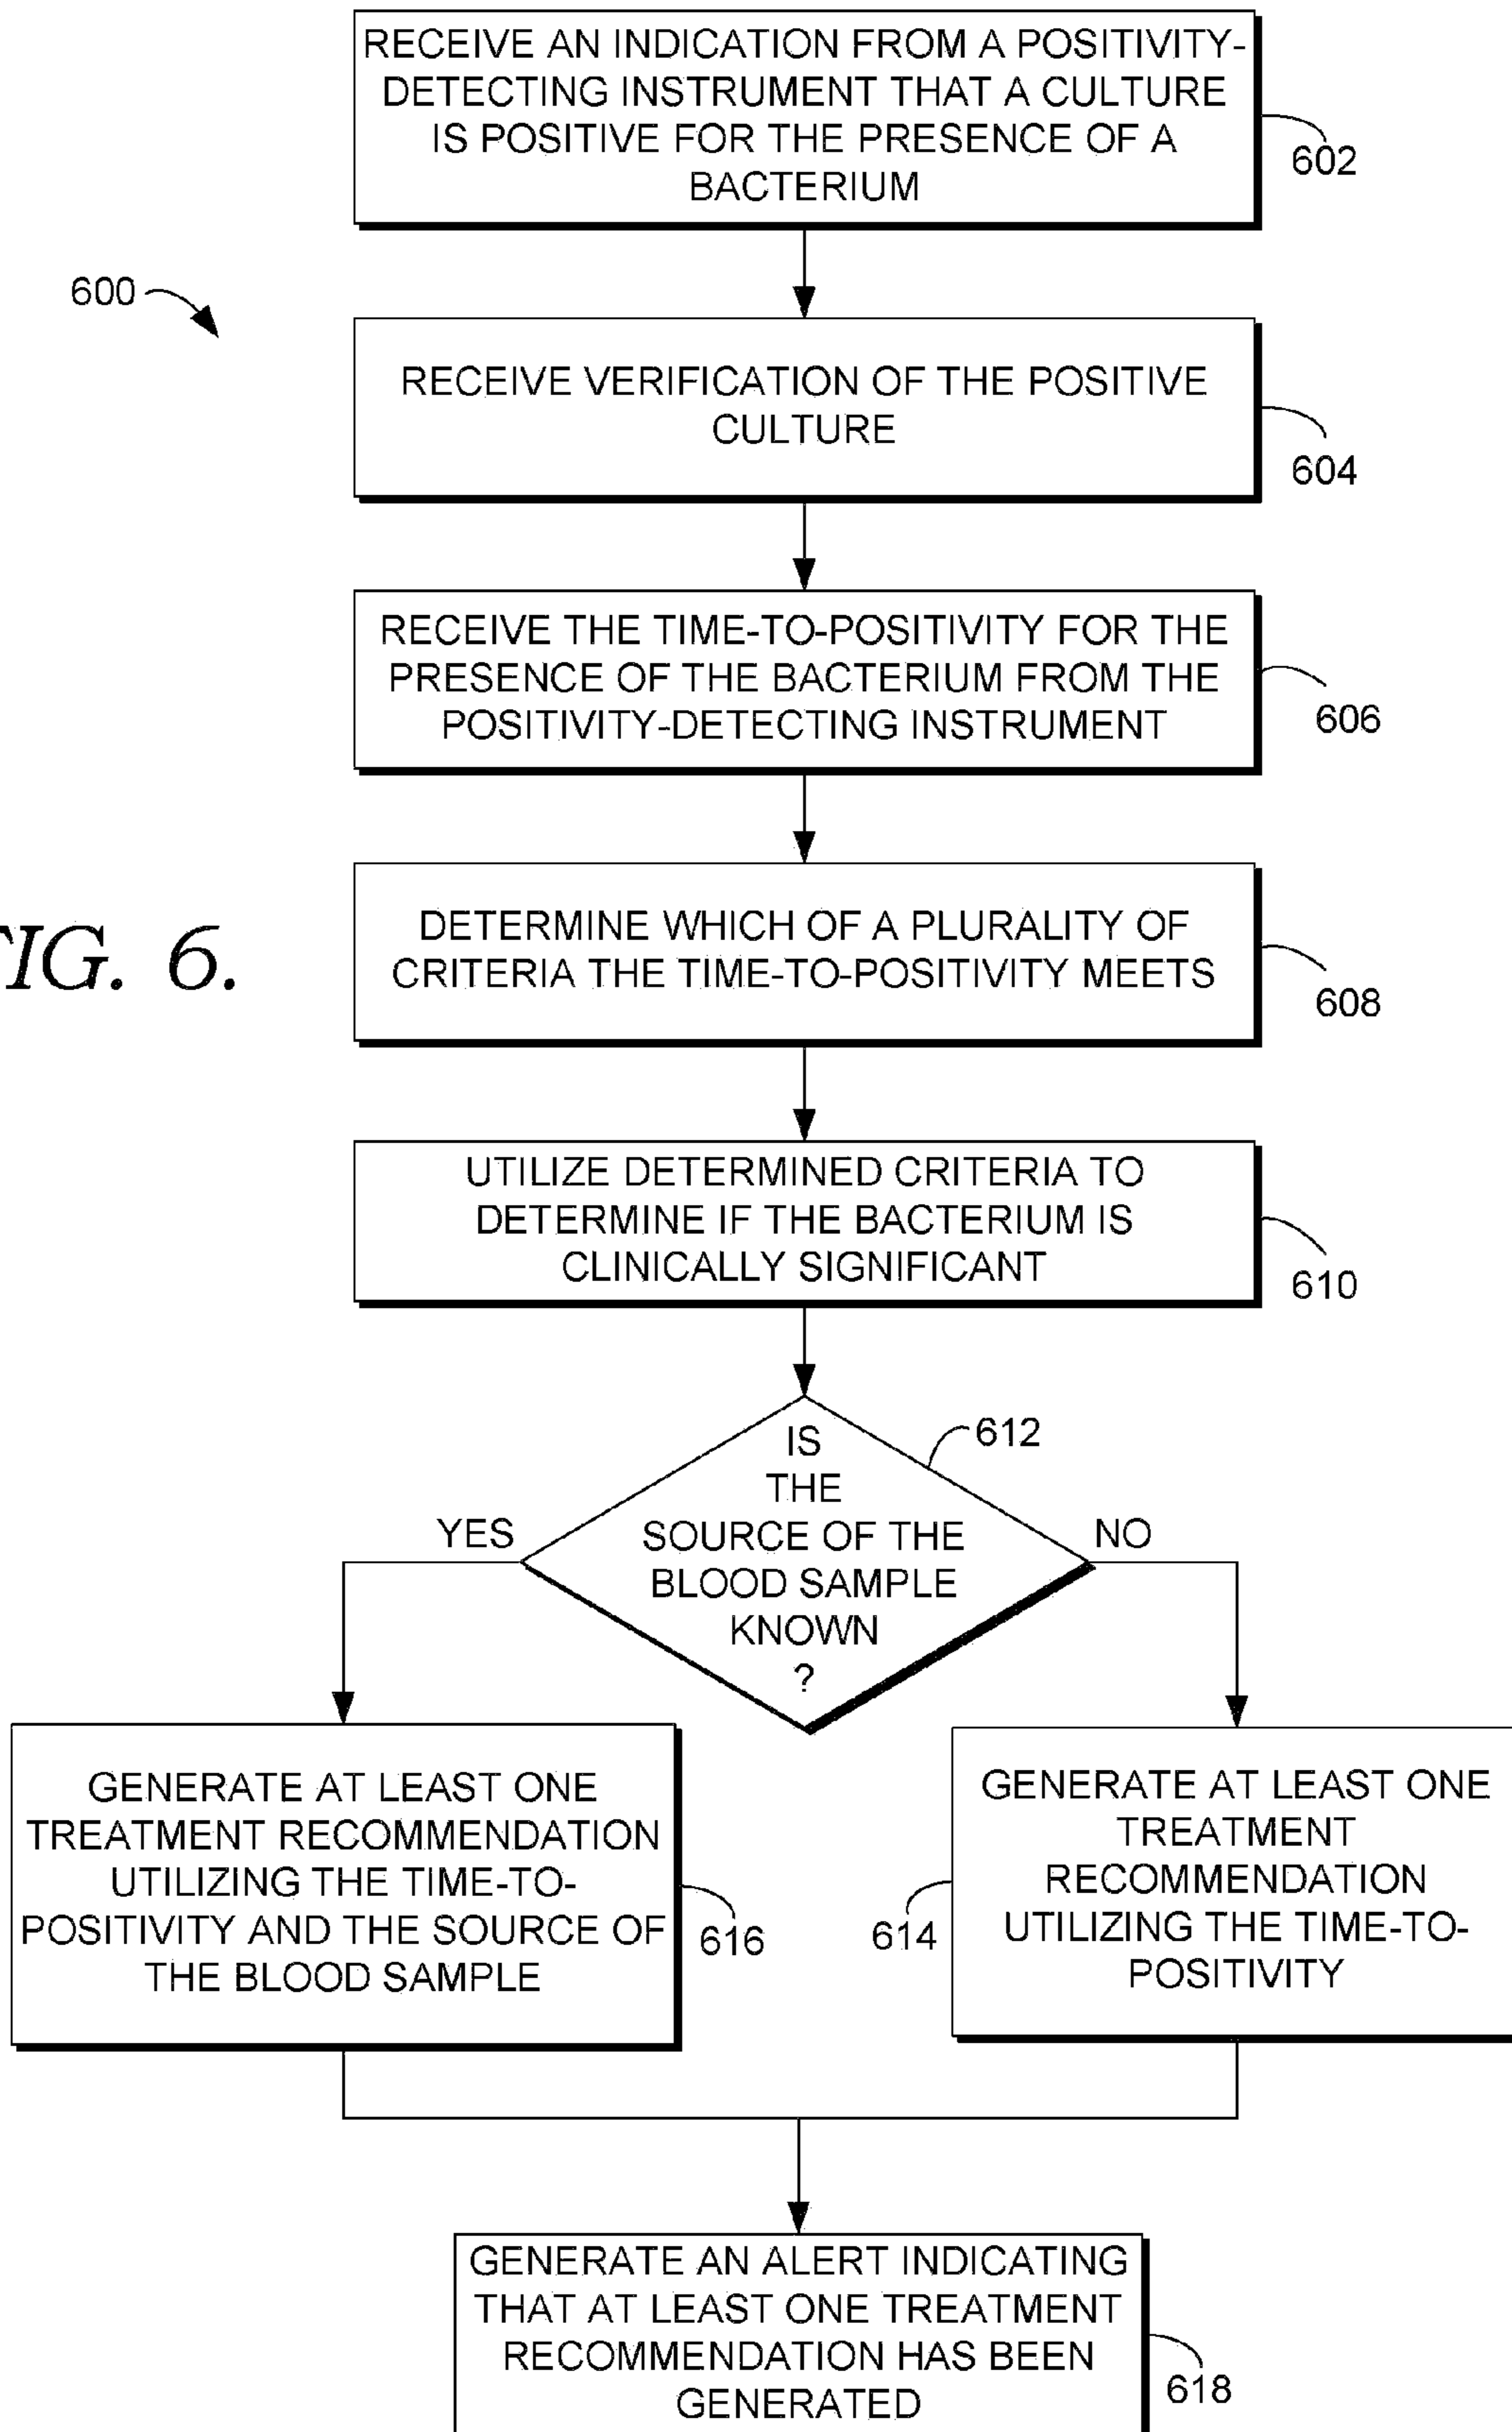 RECEIVE AN INDICATION FROM A POSITIVITY-
DETECTING INSTRUMENT THAT A CULTURE
IS POSITIVE FOR THE PRESENCE OF A
BACTERIUM
602
600
RECEIVE VERIFICATION OF THE POSITIVE
CULTURE
604
RECEIVE THE TIME-TO-POSITIVITY FOR THE
PRESENCE OF THE BACTERIUM FROM THE
POSITIVITY-DETECTING INSTRUMENT
606
DETERMINE WHICH OF A PLURALITY OF
CRITERIA THE TIME-TO-POSITIVITY MEETS
608
IG. 6.
UTILIZE DETERMINED CRITERIA TO
DETERMINE IF THE BACTERIUM IS
CLINICALLY SIGNIFICANT
610
IS
THE
SOURCE OF THE
BLOOD SAMPLE
KNOWN
?
612
YES
NO
GENERATE AT LEAST ONE
TREATMENT RECOMMENDATION
UTILIZING THE TIME-TO-
POSITIVITY AND THE SOURCE OF
THE BLOOD SAMPLE
616
614
GENERATE AT LEAST ONE
TREATMENT
RECOMMENDATION
UTILIZING THE TIME-TO-
POSITIVITY
GENERATE AN ALERT INDICATING
THAT AT LEAST ONE TREATMENT
RECOMMENDATION HAS BEEN
GENERATED
618